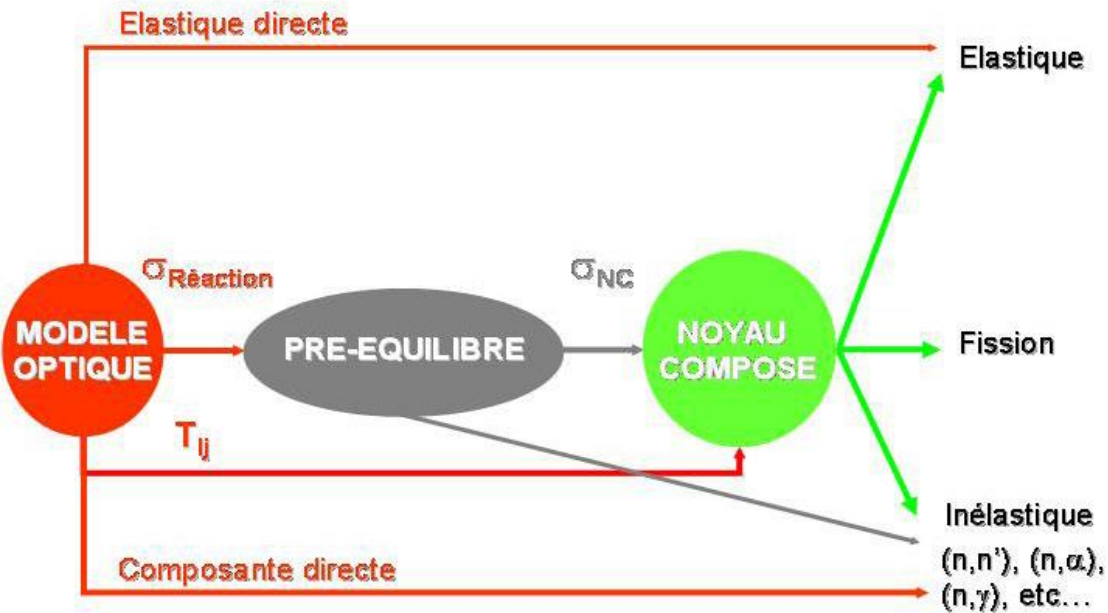 Elastique directe
Elastique
σRéaction
σNC
MODELE
OPTIQUE
PRE-EQUILIBRE
NOYAU
COMPOSE
Fission
Tlj
Inélastique
(n,n'), (n,α),
(n,γ), etc...
Composante directe